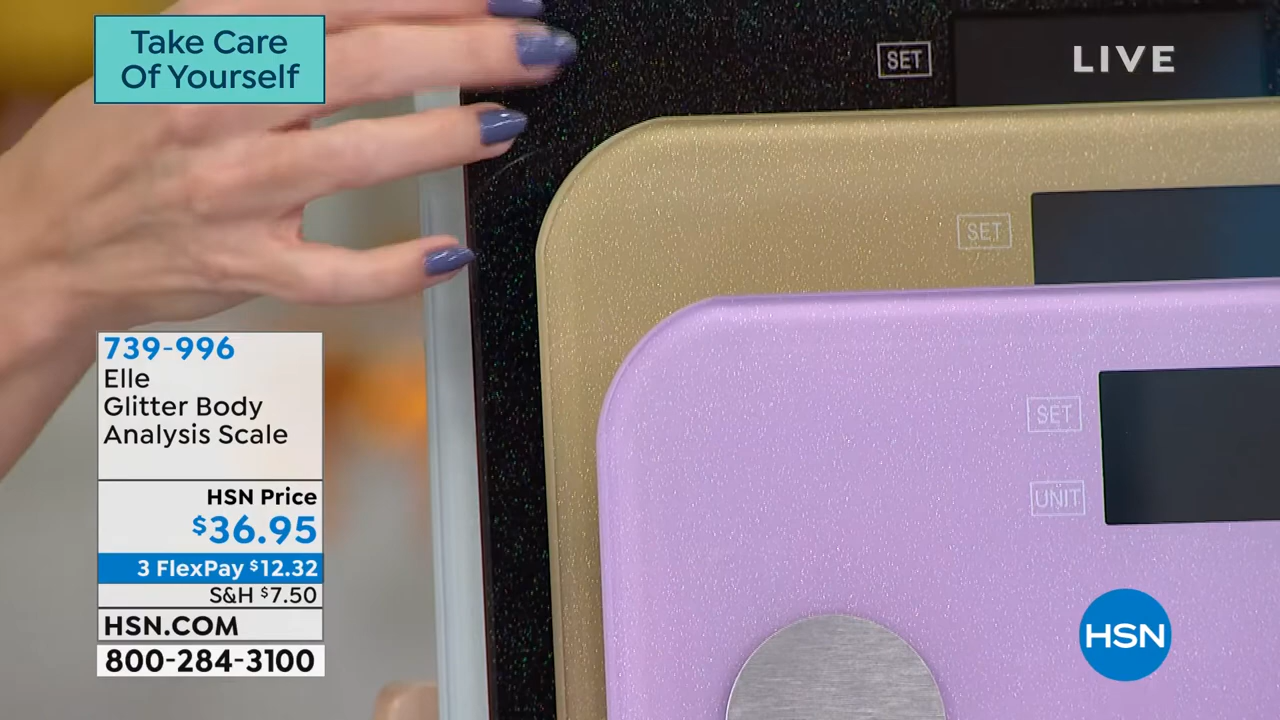 Take Care
Of Yourself
SET
LIVE
SET
739-996
Elle
Glitter Body
Analysis Scale
HSN Price
$36.95
3 FlexPay $12.32
S&H $7.50
HSN.COM
800-284-3100
SET
UNIT
HSN